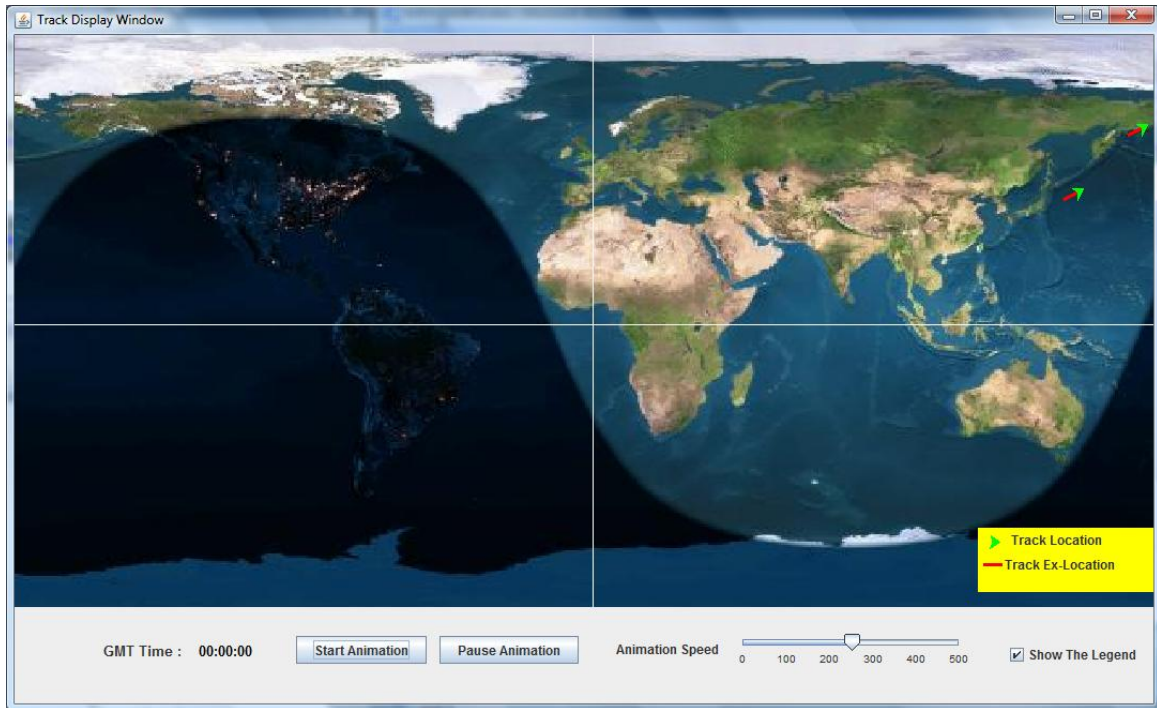 Track Display Window
Track Location
Track Ex-Location
GMT Time : 00:00:00
Start Animation
Pause Animation
Animation Speed
0 100 200 300 400 500
Show The Legend